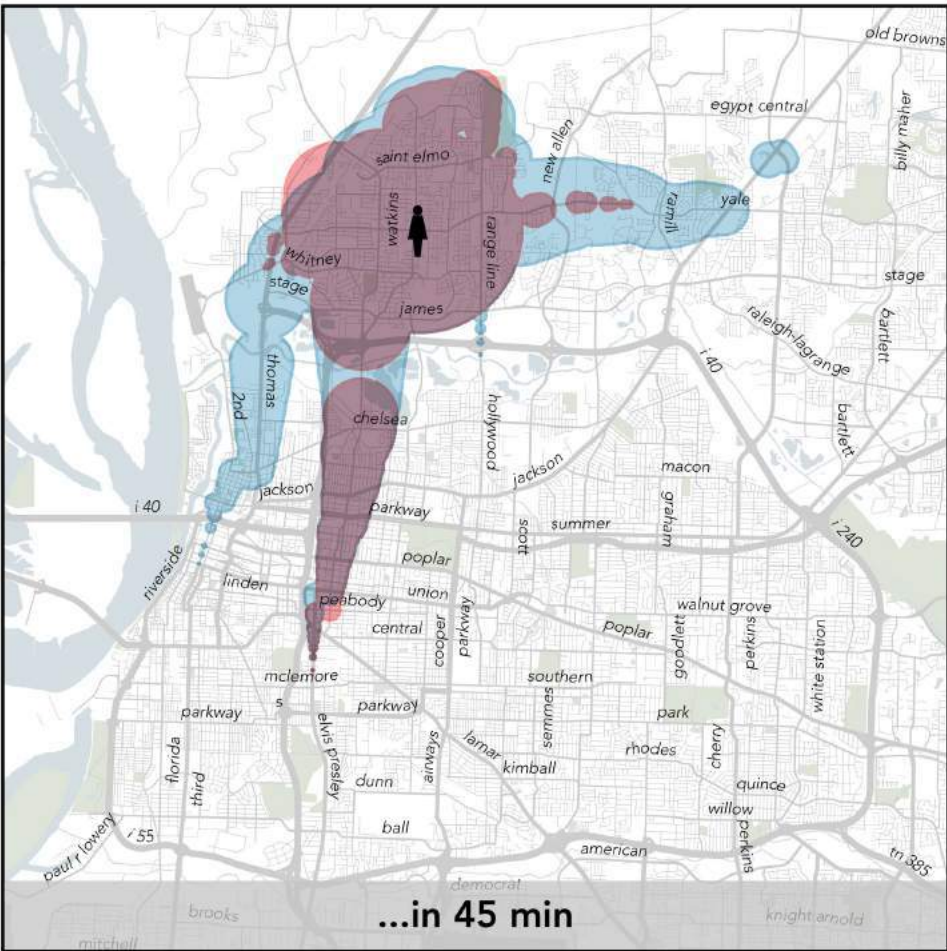 old browns
egypt central
billy maher
new allen
saint elmo
watkins
ramill
yale
range line
whitney
stage
stage
james
bartlett
raleigh-lagrange
i 40
thomas
2nd
chelsea
hollywood
bartlett
jackson
macon
jackson
graham
i 40
parkway
scott
summer
i 240
poplar
riverside
linden
union
peabody
walnut grove
central
cooper
parkway
poplar
goodlett
perkins
white station
mclemore
southern
s
parkway
parkway
semmes
park
elvis presley
florida
third
airways
lamar
kimball
rhodes
cherry
dunn
quince
willow
ball
perkins
paul r lowery
i 55
american
tn 385
democrat
...in 45 min
brooks
knight arnold
mitchell